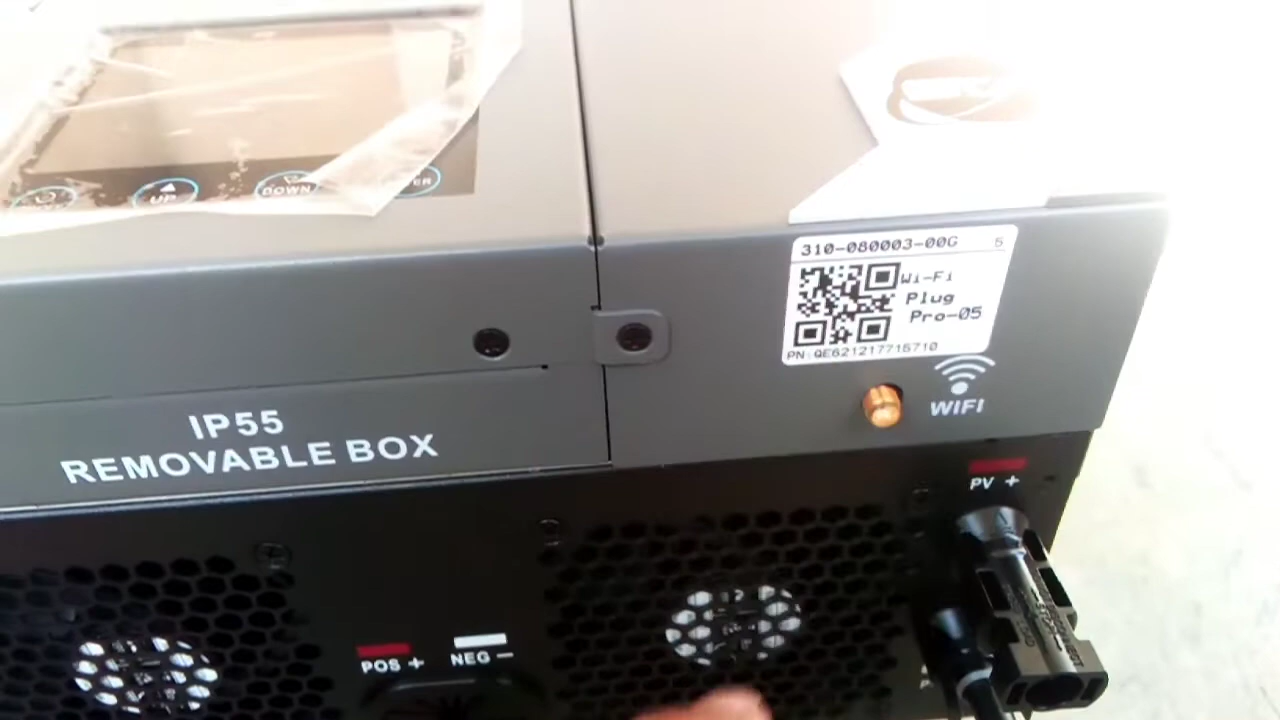 UP
DOWN
310-080003-00G 5
Wi-Fi
Plug
Pro-05
PN:QE621217715710
WIFI
IP55
REMOVABLE BOX
PV +
POS +
NEG -